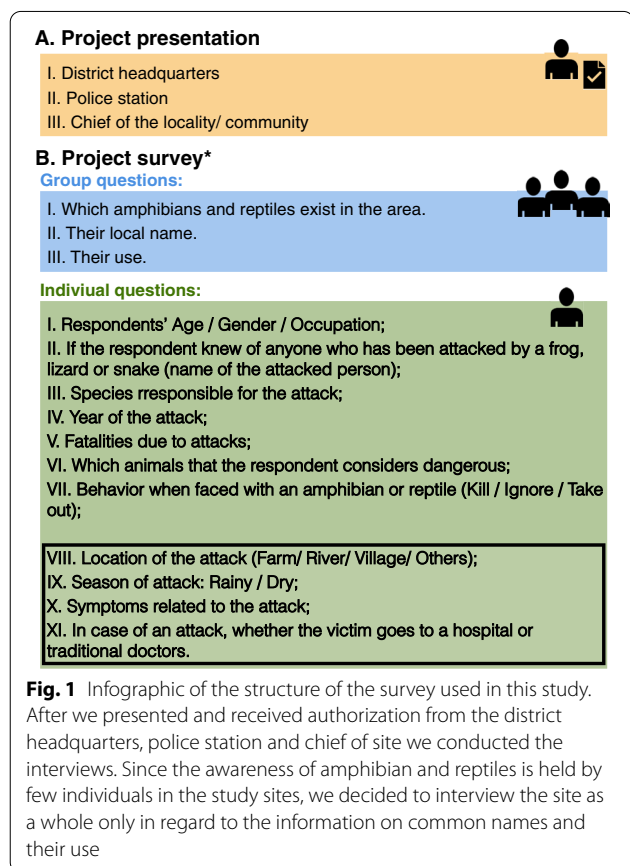 A. Project presentation
I. District headquarters
II. Police station
III. Chief of the locality/ community
B. Project survey*
Group questions:
I. Which amphibians and reptiles exist in the area.
II. Their local name.
III. Their use.
Indiviual questions:
I. Respondents' Age / Gender / Occupation;
II. If the respondent knew of anyone who has been attacked by a frog,
lizard or snake (name of the attacked person);
III. Species rresponsible for the attack;
IV. Year of the attack;
V. Fatalities due to attacks;
VI. Which animals that the respondent considers dangerous;
VII. Behavior when faced with an amphibian or reptile (Kill / Ignore / Take
out);
VIII. Location of the attack (Farm/ River/ Village/ Others);
IX. Season of attack: Rainy / Dry;
X. Symptoms related to the attack;
XI. In case of an attack, whether the victim goes to a hospital or
traditional doctors.
Fig. 1 Infographic of the structure of the survey used in this study.
After we presented and received authorization from the district
headquarters, police station and chief of site we conducted the
interviews. Since the awareness of amphibian and reptiles is held by
few individuals in the study sites, we decided to interview the site as
a whole only in regard to the information on common names and
their use